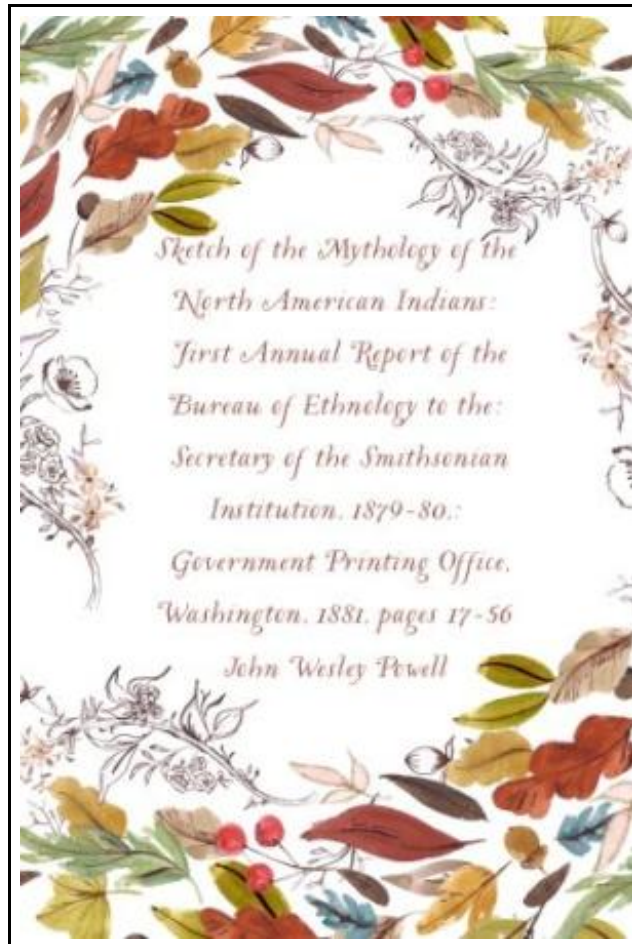 Sketch of the Mythology of the
North American Indians:
First Annual Report of the
Bureau of Ethnology to the:
Secretary of the Smithsonian
Institution, 1879-80,:
Government Printing Office,
Washington, 1881, pages 17-56
John Wesley Powell